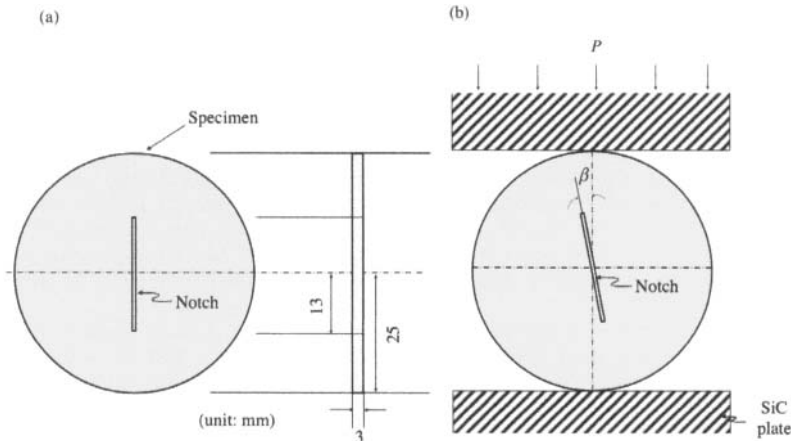 (a)
Specimen
Notch
13
25
(unit: mm)
3
(b)
P
β
Notch
SiC
plate